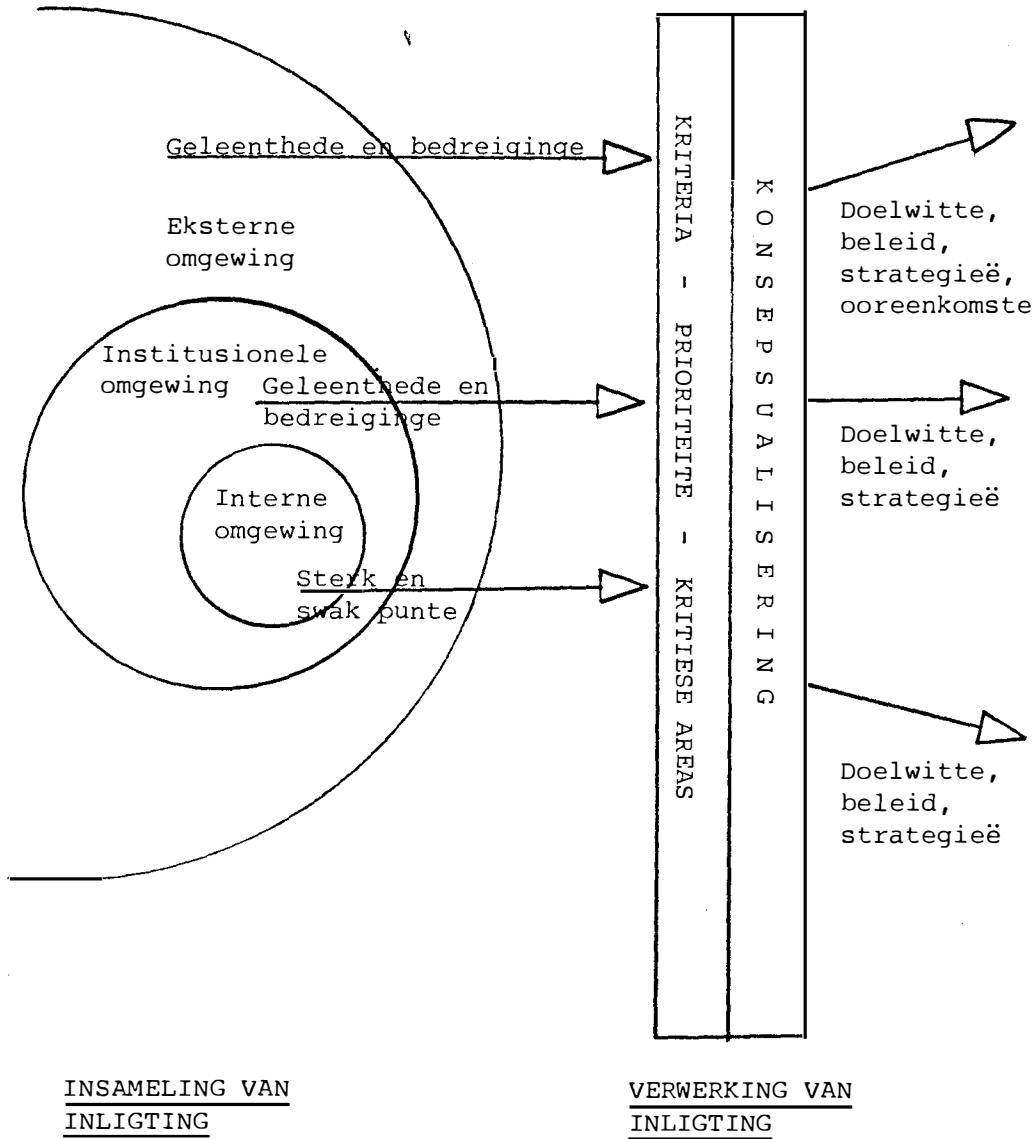 Geleenthede en bedreiginge
Eksterne
omgewing
Institusionele
omgewing
Geleenthede en
bedreiginge
Interne
omgewing
Sterk en
swak punte
KRITERIA - PRIORITEITE - KRITIESE AREAS
KONSEPSUALISERING
Doelwitte,
beleid,
strategieë,
ooreenkomste
Doelwitte,
beleid,
strategieë
Doelwitte,
beleid,
strategieë
INSAMELING VAN
INLIGTING
VERWERKING VAN
INLIGTING